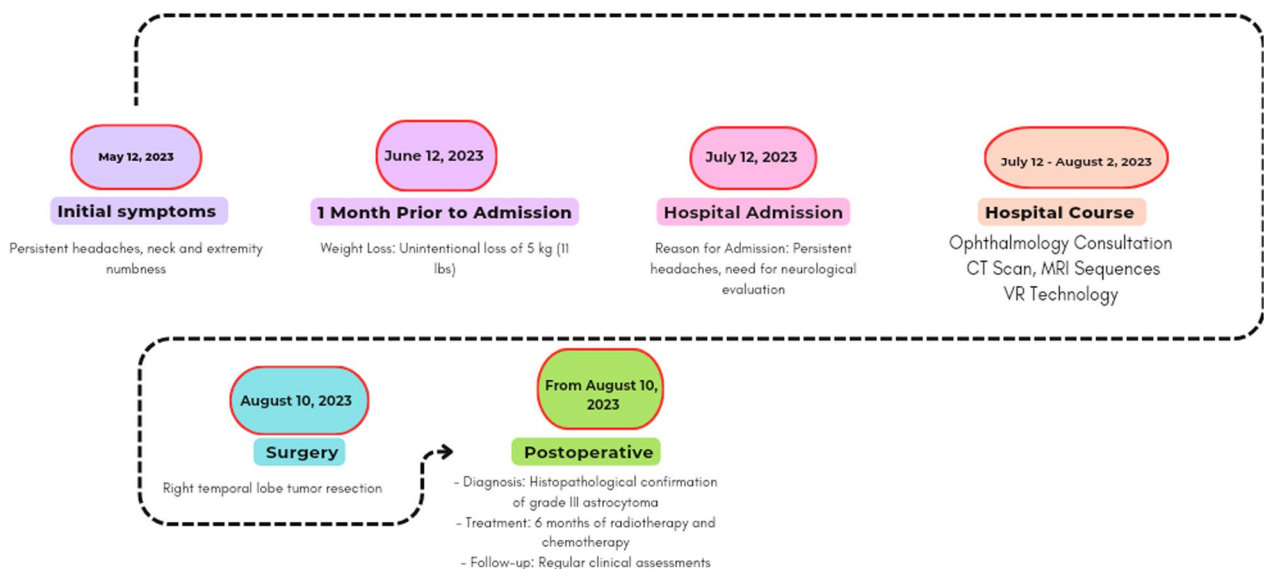 May 12, 2023
Initial symptoms
Persistent headaches, neck and extremity
numbness
June 12, 2023
1 Month Prior to Admission
Weight Loss: Unintentional loss of 5 kg (11
lbs)
July 12, 2023
Hospital Admission
Reason for Admission: Persistent
headaches, need for neurological
evaluation
July 12 - August 2, 2023
Hospital Course
Ophthalmology Consultation
CT Scan, MRI Sequences
VR Technology
August 10, 2023
Surgery
Right temporal lobe tumor resection
From August 10,
2023
Postoperative
- Diagnosis: Histopathological confirmation
of grade III astrocytoma
- Treatment: 6 months of radiotherapy and
chemotherapy
- Follow-up: Regular clinical assessments